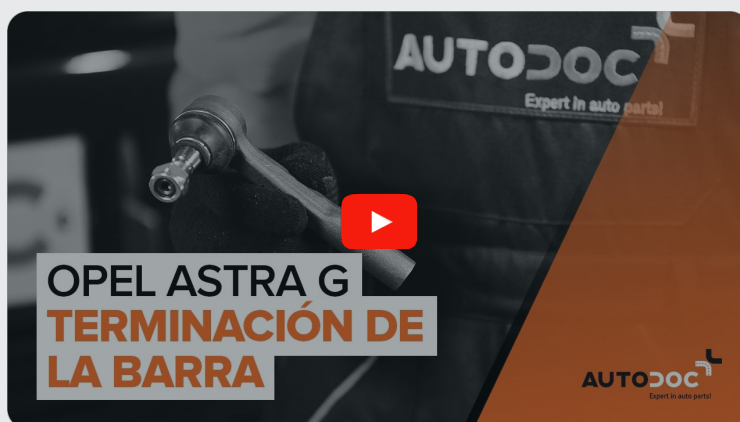 AUTODOC
Expert in auto parts!
OPEL ASTRA G
TERMINACIÓN DE
LA BARRA
AUTODOC
Expert in auto parts!